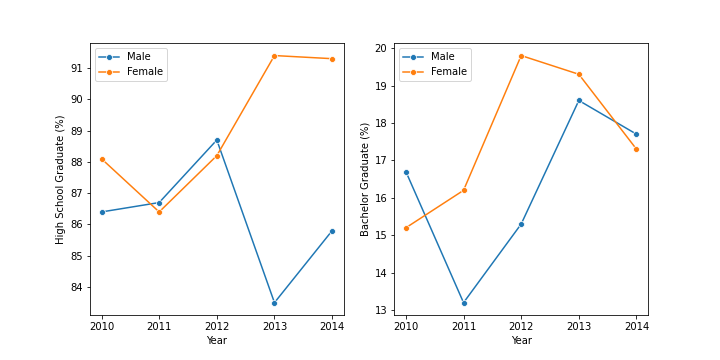 Male
Female
High School Graduate (%)
91
90
89
88
87
86
85
84
2010 2011 2012 2013 2014
Year
Male
Female
Bachelor Graduate (%)
20
19
18
17
16
15
14
13
2010 2011 2012 2013 2014
Year